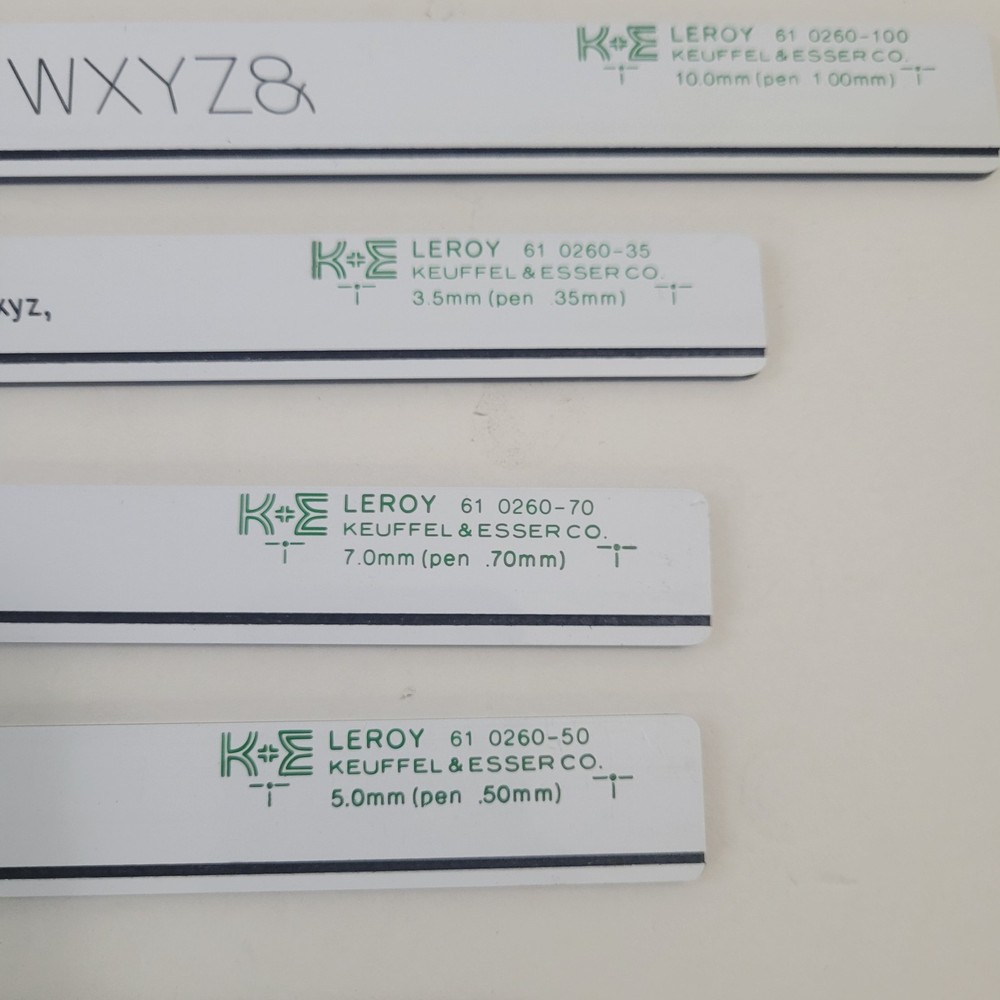 WXYZ&
K+E LEROY 61 0260-100
KEUFFEL & ESSER CO.
10.0mm (pen 1 00mm)
xyz,
K+E LEROY 61 0260-35
KEUFFEL & ESSER CO.
3.5mm (pen .35mm)
K+E LEROY 61 0260-70
KEUFFEL & ESSER CO.
7.0mm (pen .70mm)
K+E LEROY 61 0260-50
KEUFFEL & ESSER CO.
5.0mm (pen .50mm)